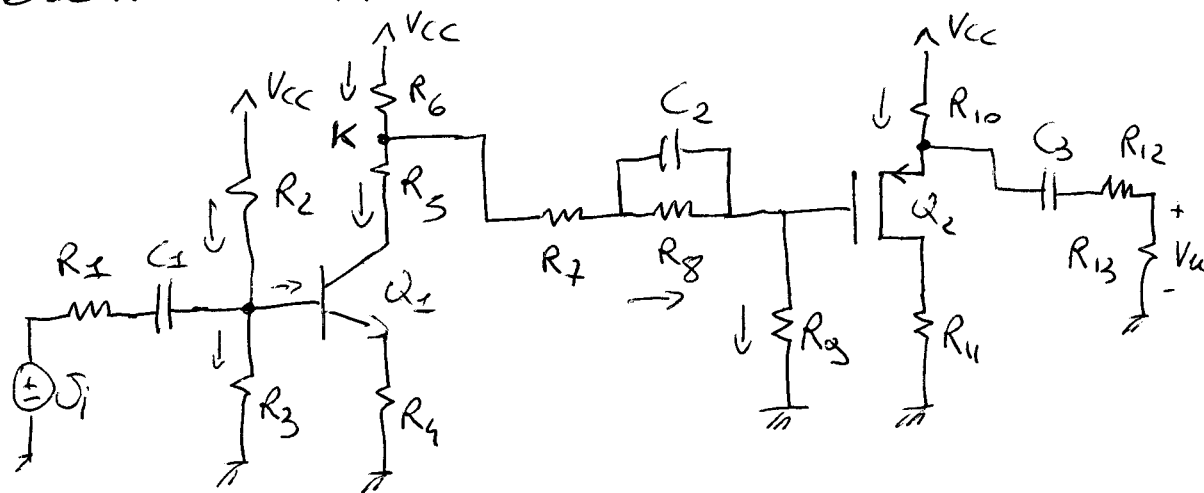 VCC
VCC
VCC
R6
K
R2
R5
C2
R10
C3
R12
R1
C1
Q1
R7
R8
Q2
R13
+
Vu
-
R3
R4
R9
R11
±